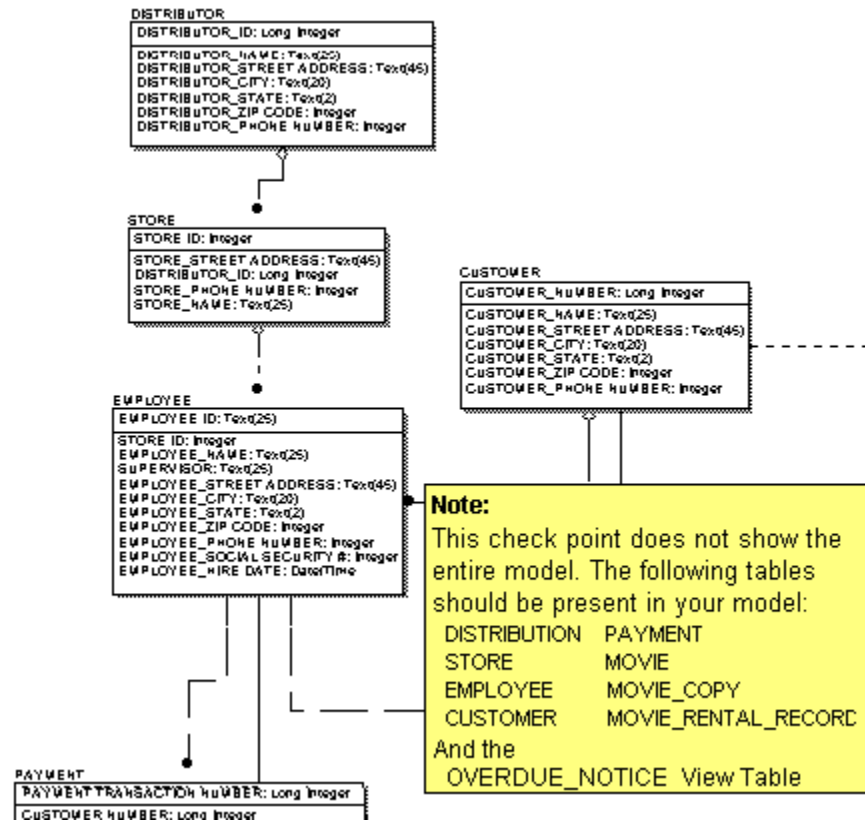 DISTRIBUTOR
DISTRIBUTOR_ID: Long Integer
DISTRIBUTOR_NAME: Text(25)
DISTRIBUTOR_STREET ADDRESS: Text(45)
DISTRIBUTOR_CITY: Text(20)
DISTRIBUTOR_STATE: Text(2)
DISTRIBUTOR_ZIP CODE: Integer
DISTRIBUTOR_PHONE NUMBER: Integer
STORE
STORE ID: Integer
STORE_STREET ADDRESS: Text(45)
DISTRIBUTOR_ID: Long Integer
STORE_PHONE NUMBER: Integer
STORE_NAME: Text(25)
CUSTOMER
CUSTOMER_NUMBER: Long Integer
CUSTOMER_NAME: Text(25)
CUSTOMER_STREET ADDRESS: Text(45)
CUSTOMER_CITY: Text(20)
CUSTOMER_STATE: Text(2)
CUSTOMER_ZIP CODE: Integer
CUSTOMER_PHONE NUMBER: Integer
EMPLOYEE
EMPLOYEE ID: Text(25)
STORE ID: Integer
EMPLOYEE_NAME: Text(25)
SUPERVISOR: Text(25)
EMPLOYEE_STREET ADDRESS: Text(45)
EMPLOYEE_CITY: Text(20)
EMPLOYEE_STATE: Text(2)
EMPLOYEE_ZIP CODE: Integer
EMPLOYEE_PHONE NUMBER: Integer
EMPLOYEE_SOCIAL SECURITY #: Integer
EMPLOYEE_HIRE DATE: Date/Time
Note:
This check point does not show the
entire model. The following tables
should be present in your model:
DISTRIBUTION PAYMENT
STORE MOVIE
EMPLOYEE MOVIE_COPY
CUSTOMER MOVIE_RENTAL_RECORD
And the
OVERDUE_NOTICE View Table
PAYMENT
PAYMENT TRANSACTION NUMBER: Long Integer
CUSTOMER NUMBER: Long Integer